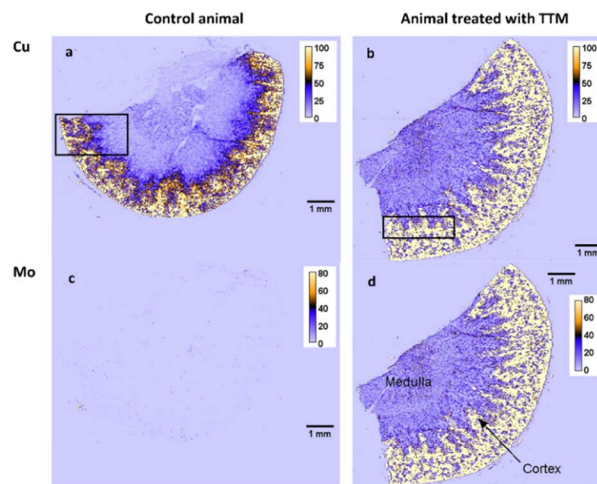 Control animal
Animal treated with TTM
Cu
a
100
75
50
25
0
1 mm
b
100
75
50
25
0
1 mm
Mo
c
80
60
40
20
0
1 mm
d
1 mm
80
60
40
20
0
Medulla
Cortex